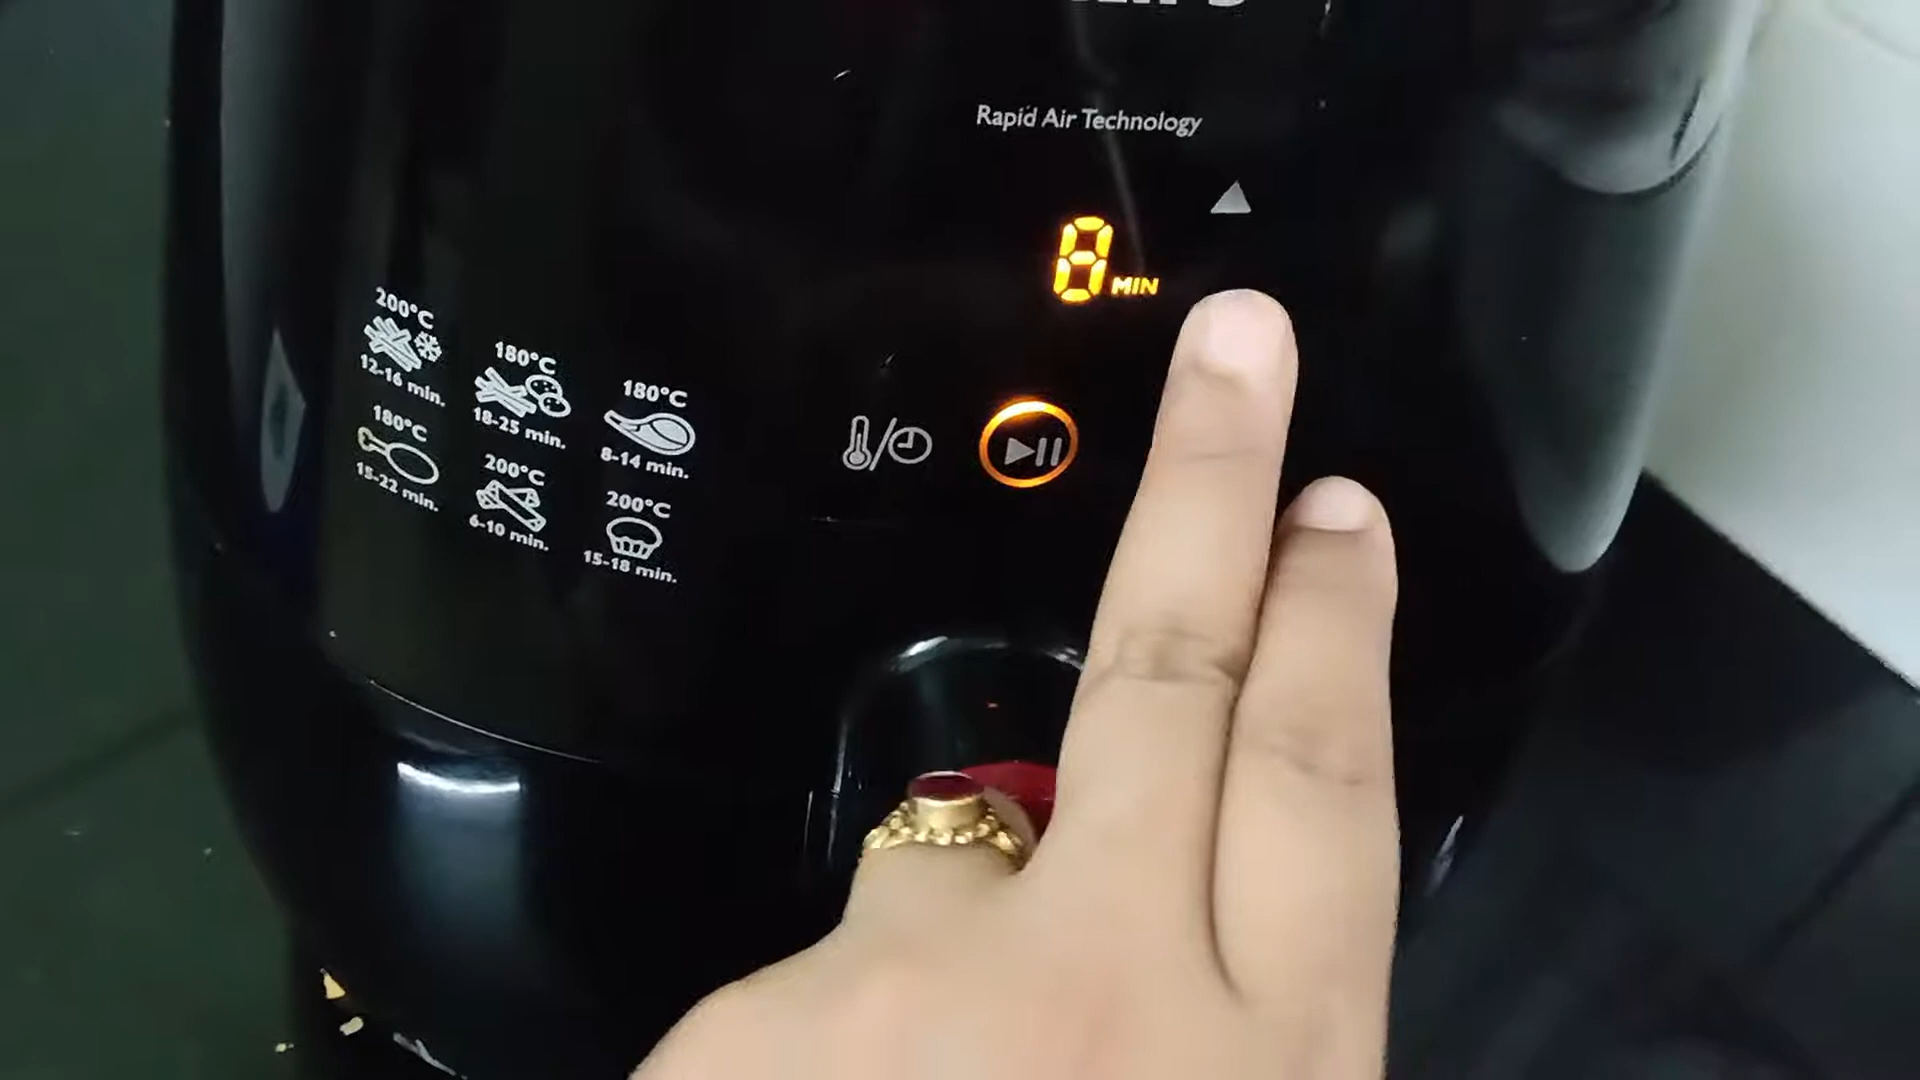 Rapid Air Technology
8 MIN
200°C
12-16 min.
180°C
18-25 min.
180°C
8-14 min.
180°C
15-22 min.
200°C
6-10 min.
200°C
15-18 min.